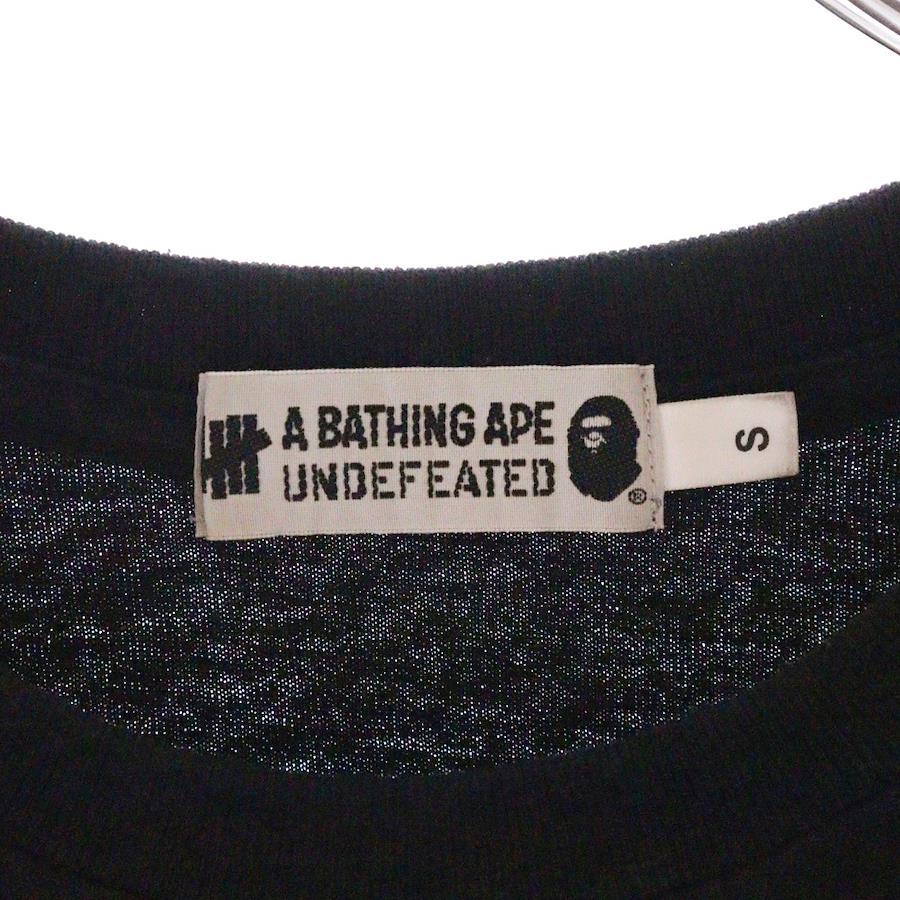 A BATHING APE
UNDEFEATED
®
S